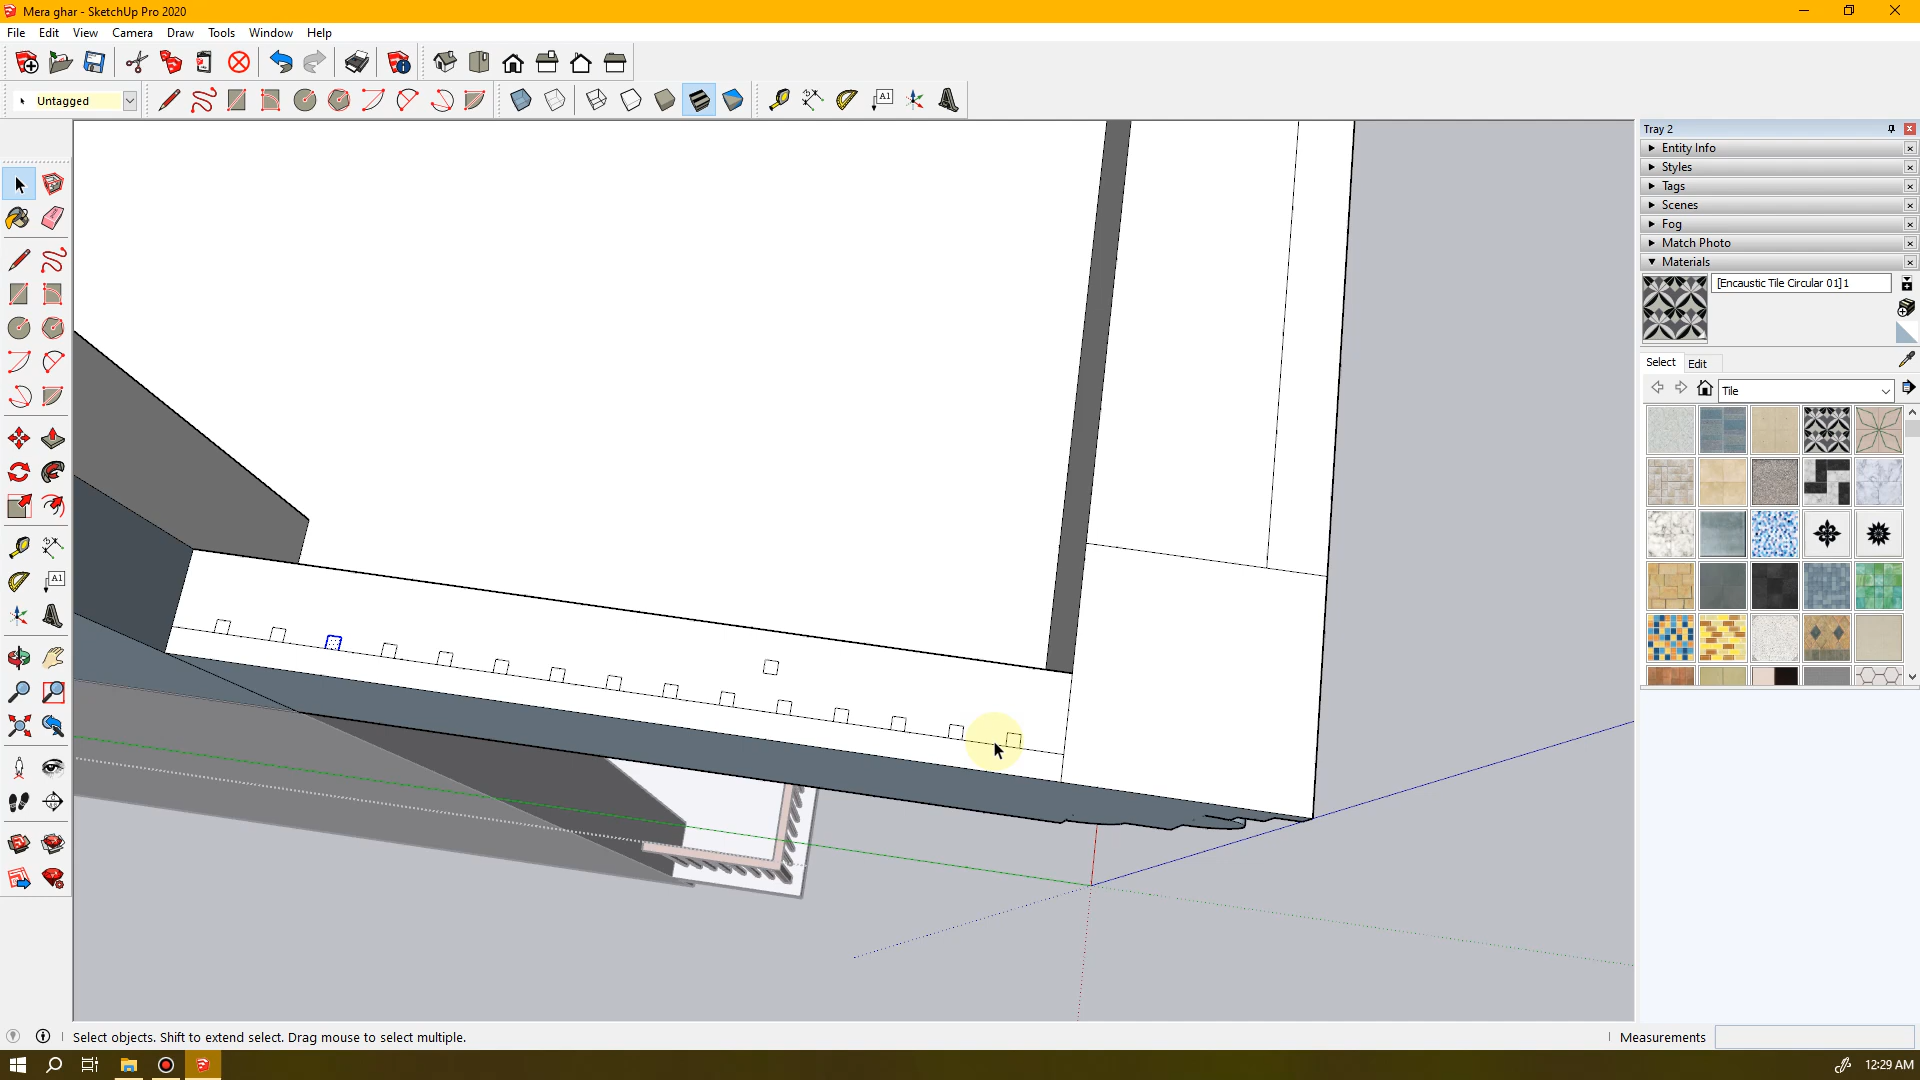 Mera ghar - SketchUp Pro 2020
File Edit View Camera Draw Tools Window Help
Untagged
A1
A1
Tray 2
Entity Info
Styles
Tags
Scenes
Fog
Match Photo
Materials
[Encaustic Tile Circular 01]1
Select Edit
Tile
Select objects. Shift to extend select. Drag mouse to select multiple.
Measurements
12:29 AM